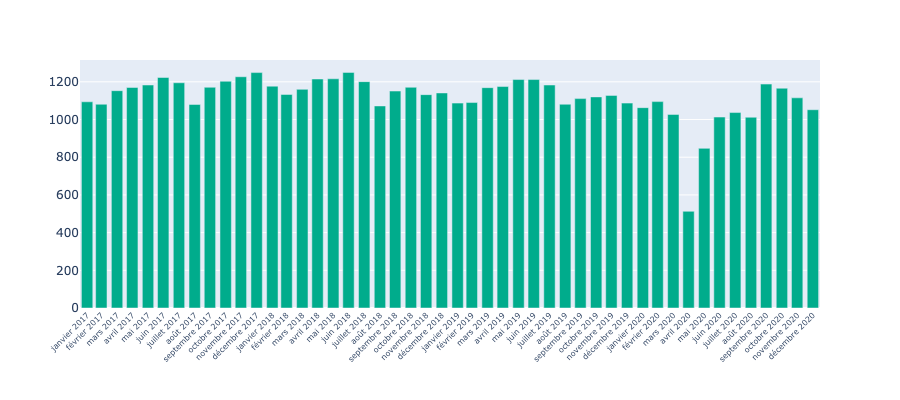 1200
1000
800
600
400
200
0
janvier 2017
février 2017
mars 2017
avril 2017
mai 2017
juin 2017
juillet 2017
août 2017
septembre 2017
octobre 2017
novembre 2017
décembre 2017
janvier 2018
février 2018
mars 2018
avril 2018
mai 2018
juin 2018
juillet 2018
août 2018
septembre 2018
octobre 2018
novembre 2018
décembre 2018
janvier 2019
février 2019
mars 2019
avril 2019
mai 2019
juin 2019
juillet 2019
août 2019
septembre 2019
octobre 2019
novembre 2019
décembre 2019
janvier 2020
février 2020
mars 2020
avril 2020
mai 2020
juin 2020
juillet 2020
août 2020
septembre 2020
octobre 2020
novembre 2020
décembre 2020